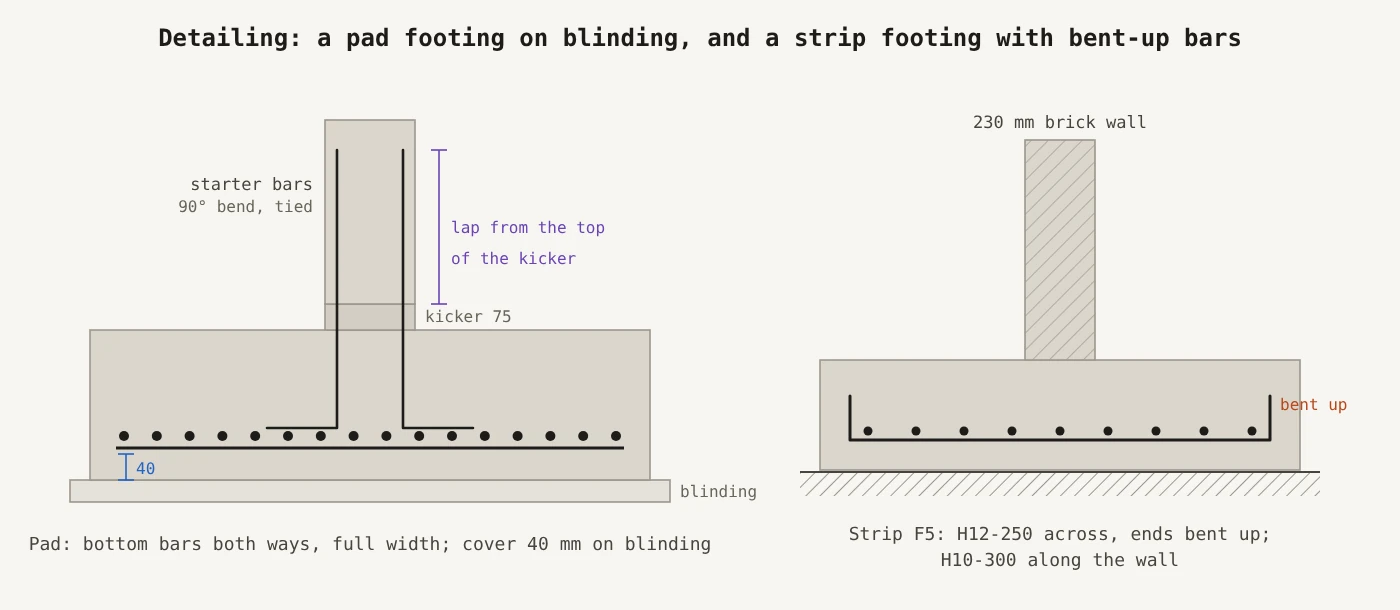 Detailing: a pad footing on blinding, and a strip footing with bent-up bars
230 mm brick wall
starter bars
90° bend, tied
lap from the top
of the kicker
kicker 75
bent up
40
blinding
Pad: bottom bars both ways, full width; cover 40 mm on blinding
Strip F5: H12-250 across, ends bent up;
H10-300 along the wall